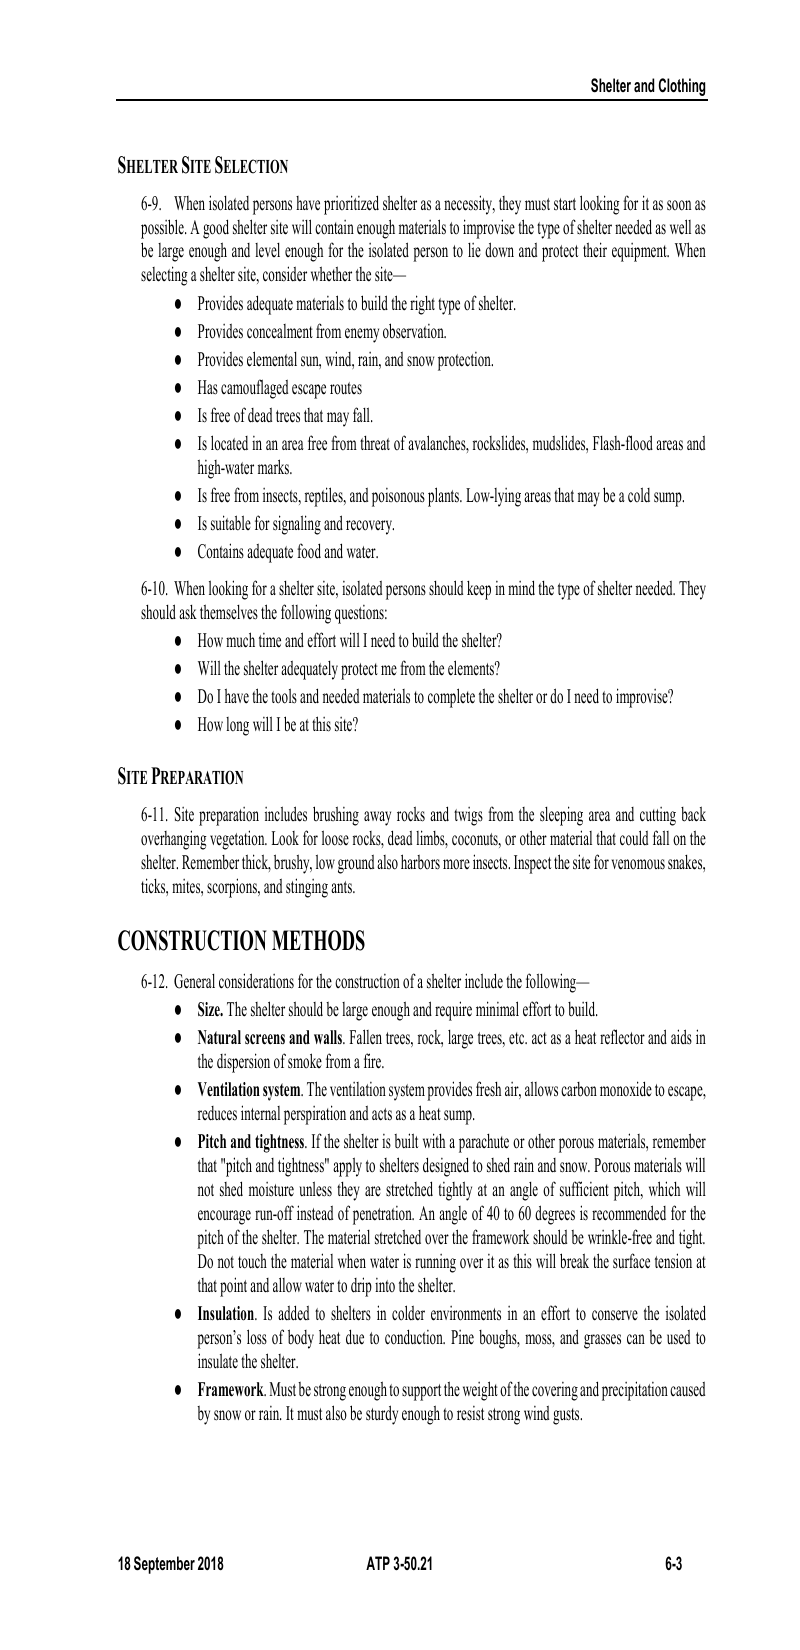 Shelter and Clothing
SHELTER SITE SELECTION
6-9. When isolated persons have prioritized shelter as a necessity, they must start looking for it as soon as
possible. A good shelter site will contain enough materials to improvise the type of shelter needed as well as
be large enough and level enough for the isolated person to lie down and protect their equipment. When
selecting a shelter site, consider whether the site—
● Provides adequate materials to build the right type of shelter.
● Provides concealment from enemy observation.
● Provides elemental sun, wind, rain, and snow protection.
● Has camouflaged escape routes
● Is free of dead trees that may fall.
● Is located in an area free from threat of avalanches, rockslides, mudslides, Flash-flood areas and
high-water marks.
● Is free from insects, reptiles, and poisonous plants. Low-lying areas that may be a cold sump.
● Is suitable for signaling and recovery.
● Contains adequate food and water.
6-10. When looking for a shelter site, isolated persons should keep in mind the type of shelter needed. They
should ask themselves the following questions:
● How much time and effort will I need to build the shelter?
● Will the shelter adequately protect me from the elements?
● Do I have the tools and needed materials to complete the shelter or do I need to improvise?
● How long will I be at this site?
SITE PREPARATION
6-11. Site preparation includes brushing away rocks and twigs from the sleeping area and cutting back
overhanging vegetation. Look for loose rocks, dead limbs, coconuts, or other material that could fall on the
shelter. Remember thick, brushy, low ground also harbors more insects. Inspect the site for venomous snakes,
ticks, mites, scorpions, and stinging ants.
CONSTRUCTION METHODS
6-12. General considerations for the construction of a shelter include the following—
● Size. The shelter should be large enough and require minimal effort to build.
● Natural screens and walls. Fallen trees, rock, large trees, etc. act as a heat reflector and aids in
the dispersion of smoke from a fire.
● Ventilation system. The ventilation system provides fresh air, allows carbon monoxide to escape,
reduces internal perspiration and acts as a heat sump.
● Pitch and tightness. If the shelter is built with a parachute or other porous materials, remember
that "pitch and tightness" apply to shelters designed to shed rain and snow. Porous materials will
not shed moisture unless they are stretched tightly at an angle of sufficient pitch, which will
encourage run-off instead of penetration. An angle of 40 to 60 degrees is recommended for the
pitch of the shelter. The material stretched over the framework should be wrinkle-free and tight.
Do not touch the material when water is running over it as this will break the surface tension at
that point and allow water to drip into the shelter.
● Insulation. Is added to shelters in colder environments in an effort to conserve the isolated
person’s loss of body heat due to conduction. Pine boughs, moss, and grasses can be used to
insulate the shelter.
● Framework. Must be strong enough to support the weight of the covering and precipitation caused
by snow or rain. It must also be sturdy enough to resist strong wind gusts.
18 September 2018 ATP 3-50.21 6-3